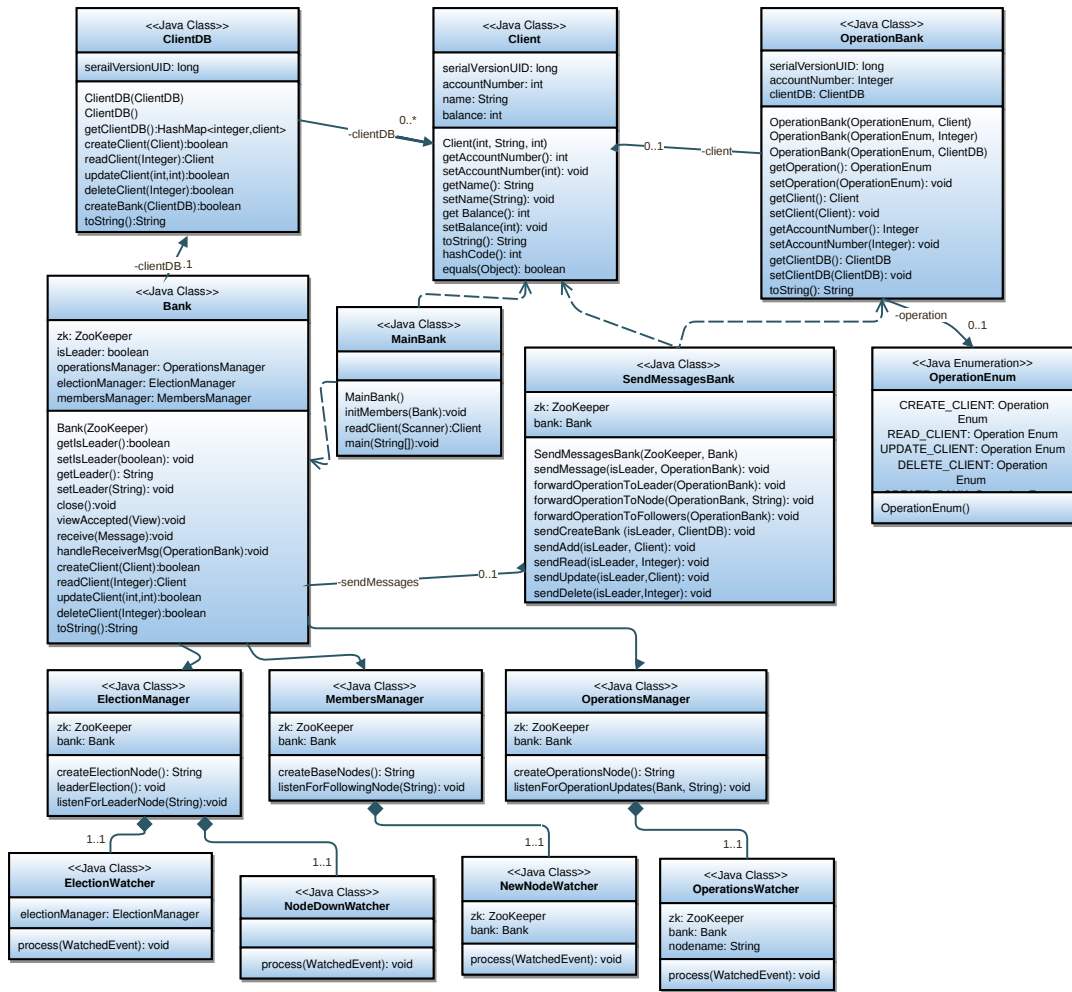 <<Java Class>>
ClientDB
serailVersionUID: long
ClientDB(ClientDB)
ClientDB()
getClientDB():HashMap<integer,client>
createClient(Client):boolean
readClient(Integer):Client
updateClient(int,int):boolean
deleteClient(Integer):boolean
createBank(ClientDB):boolean
toString():String
<<Java Class>>
Client
serialVersionUID: long
accountNumber: int
name: String
balance: int
Client(int, String, int)
getAccountNumber(): int
setAccountNumber(int): void
getName(): String
setName(String): void
get Balance(): int
setBalance(int): void
toString(): String
hashCode(): int
equals(Object): boolean
<<Java Class>>
OperationBank
serialVersionUID: long
accountNumber: Integer
clientDB: ClientDB
OperationBank(OperationEnum, Client)
OperationBank(OperationEnum, Integer)
OperationBank(OperationEnum, ClientDB)
getOperation(): OperationEnum
setOperation(OperationEnum): void
getClient(): Client
setClient(Client): void
getAccountNumber(): Integer
setAccountNumber(Integer): void
getClientDB(): ClientDB
setClientDB(ClientDB): void
toString(): String
0..*
-clientDB
0..1
-client
-clientDB
..1
-operation
0..1
<<Java Class>>
Bank
zk: ZooKeeper
isLeader: boolean
operationsManager: OperationsManager
electionManager: ElectionManager
membersManager: MembersManager
Bank(ZooKeeper)
getIsLeader():boolean
setIsLeader(boolean): void
getLeader(): String
setLeader(String): void
close():void
viewAccepted(View):void
receive(Message):void
handleReceiverMsg(OperationBank):void
createClient(Client):boolean
readClient(Integer):Client
updateClient(int,int):boolean
deleteClient(Integer):boolean
toString():String
<<Java Class>>
MainBank
MainBank()
initMembers(Bank):void
readClient(Scanner):Client
main(String[]):void
<<Java Class>>
SendMessagesBank
zk: ZooKeeper
bank: Bank
SendMessagesBank(ZooKeeper, Bank)
sendMessage(isLeader, OperationBank): void
forwardOperationToLeader(OperationBank): void
forwardOperationToNode(OperationBank, String): void
forwardOperationToFollowers(OperationBank): void
sendCreateBank (isLeader, ClientDB): void
sendAdd(isLeader, Client): void
sendRead(isLeader, Integer): void
sendUpdate(isLeader,Client): void
sendDelete(isLeader,Integer): void
<<Java Enumeration>>
OperationEnum
CREATE_CLIENT: Operation
Enum
READ_CLIENT: Operation Enum
UPDATE_CLIENT: Operation Enum
DELETE_CLIENT: Operation
Enum
OperationEnum()
-sendMessages
0..1
<<Java Class>>
ElectionManager
zk: ZooKeeper
bank: Bank
createElectionNode(): String
leaderElection(): void
listenForLeaderNode(String):void
<<Java Class>>
MembersManager
zk: ZooKeeper
bank: Bank
createBaseNodes(): String
listenForFollowingNode(String): void
<<Java Class>>
OperationsManager
zk: ZooKeeper
bank: Bank
createOperationsNode(): String
listenForOperationUpdates(Bank, String): void
1..1
1..1
1..1
1..1
<<Java Class>>
ElectionWatcher
electionManager: ElectionManager
process(WatchedEvent): void
<<Java Class>>
NodeDownWatcher
process(WatchedEvent): void
<<Java Class>>
NewNodeWatcher
zk: ZooKeeper
bank: Bank
process(WatchedEvent): void
<<Java Class>>
OperationsWatcher
zk: ZooKeeper
bank: Bank
nodename: String
process(WatchedEvent): void